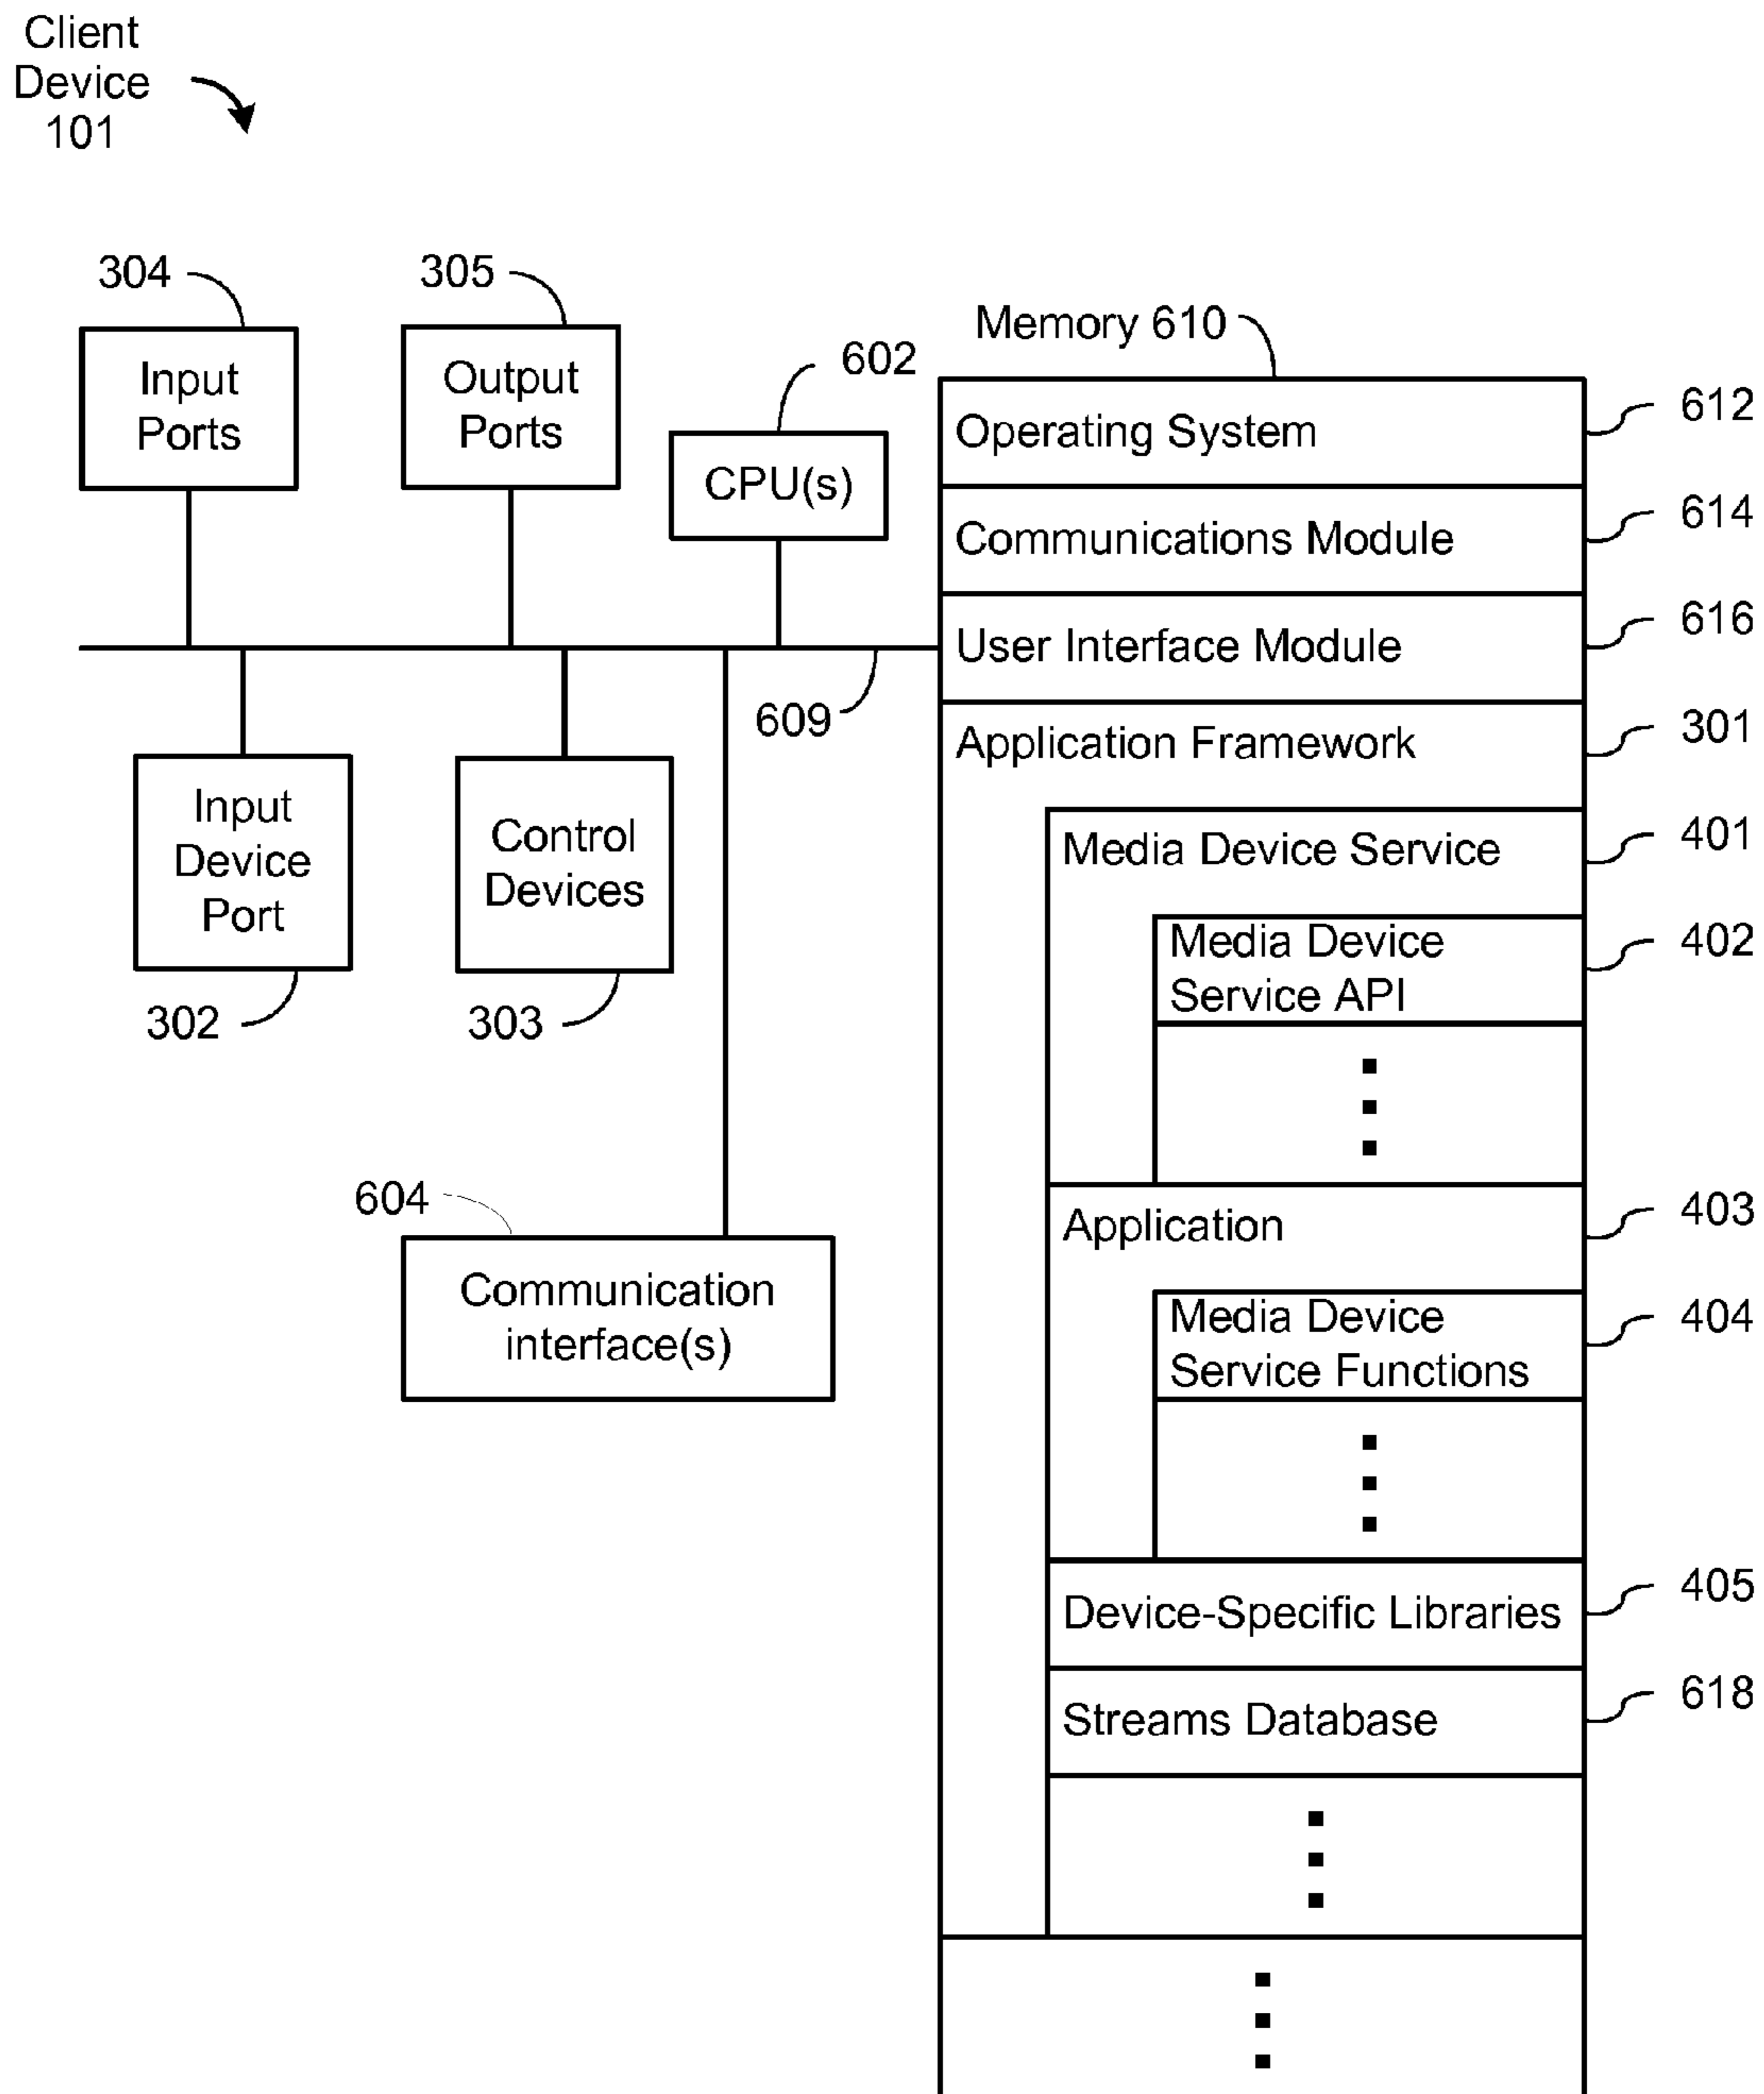 Client
Device
101
304
305
Input
Ports
Output
Ports
602
CPU(s)
609
Input
Device
Port
302
Control
Devices
303
604
Communication
interface(s)
Memory 610
Operating System
612
Communications Module
614
User Interface Module
616
Application Framework
301
Media Device Service
401
Media Device
Service API
402
Application
403
Media Device
Service Functions
404
Device-Specific Libraries
405
Streams Database
618